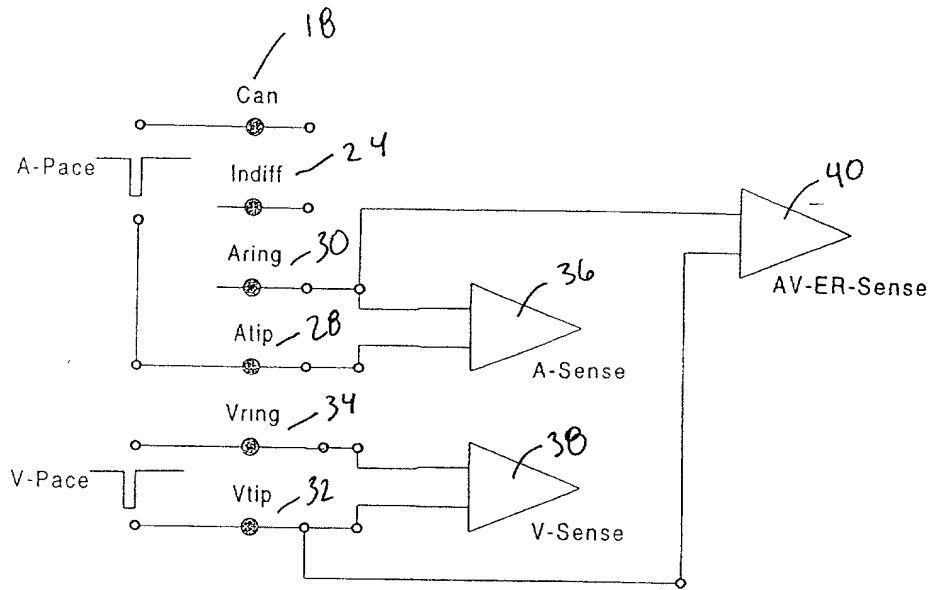 18
Can
A-Pace
Indiff 24
40
Aring 30
AV-ER-Sense
36
Atip 28
A-Sense
Vring 34
38
V-Pace
Vtip 32
V-Sense